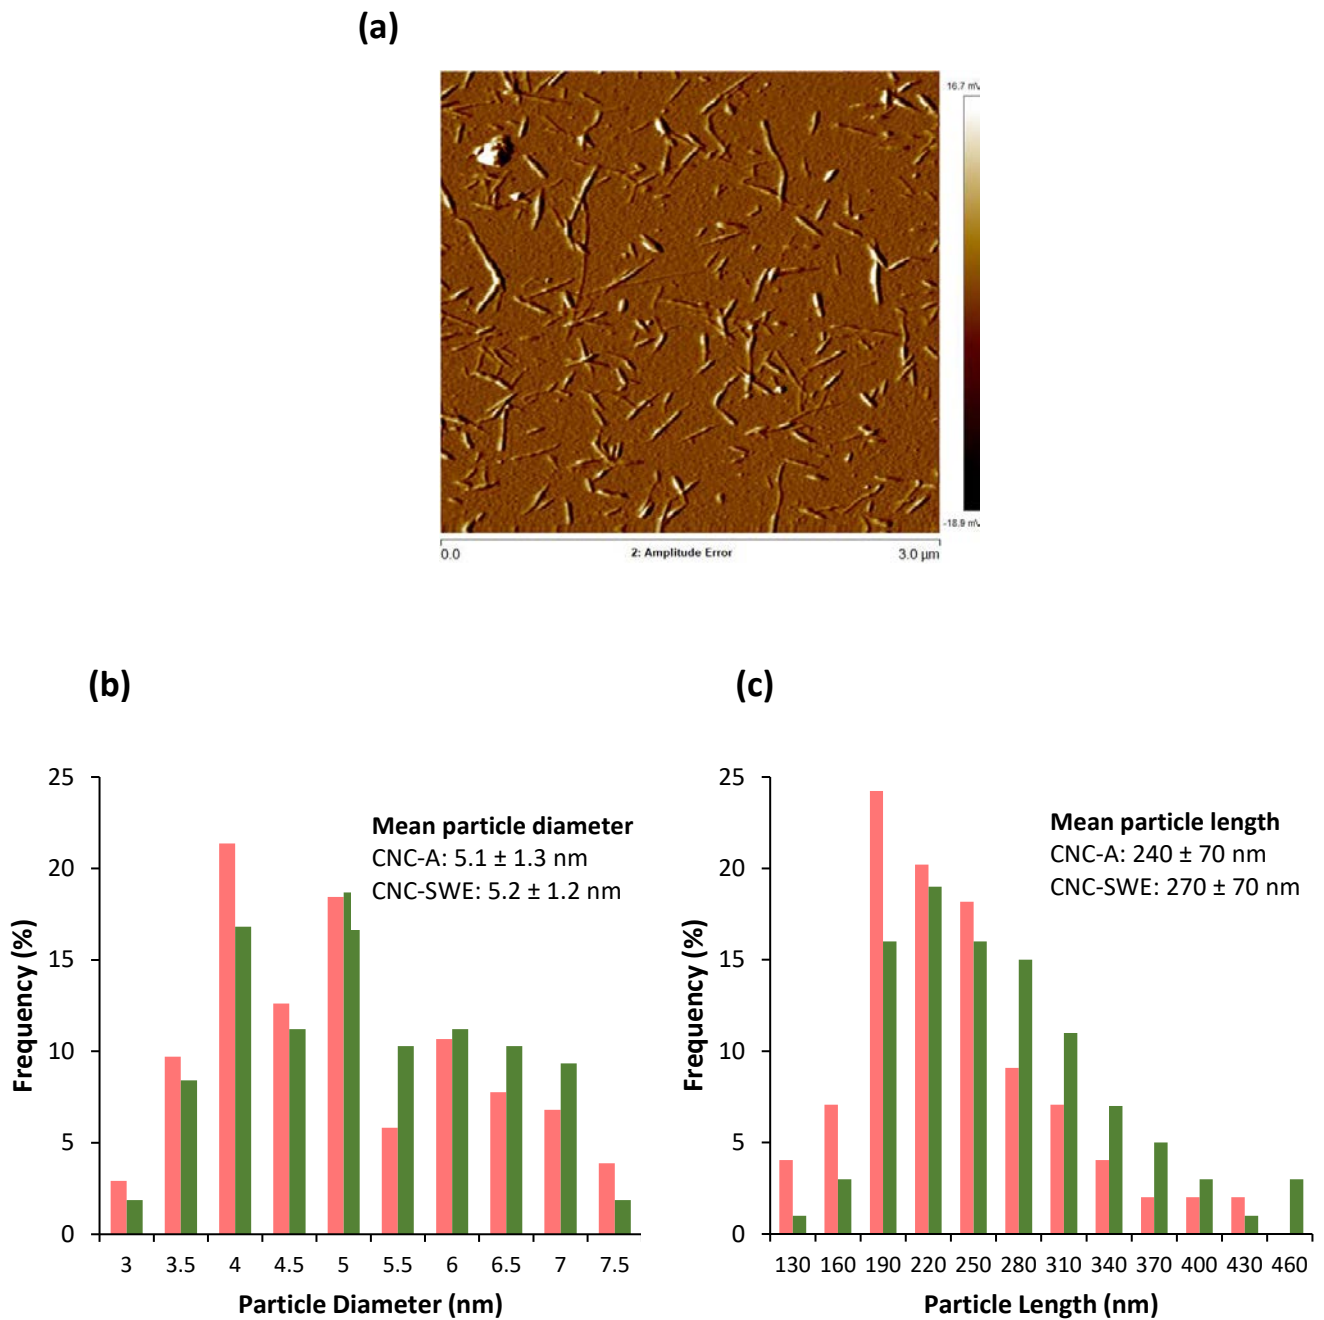 (a)
16.7 mV
-18.9 mV
0.0
2: Amplitude Error
3.0 µm
(b)
25
20
15
10
5
0
Frequency (%)
Mean particle diameter
CNC-A: 5.1 ± 1.3 nm
CNC-SWE: 5.2 ± 1.2 nm
3 3.5 4 4.5 5 5.5 6 6.5 7 7.5
Particle Diameter (nm)
(c)
25
20
15
10
5
0
Frequency (%)
Mean particle length
CNC-A: 240 ± 70 nm
CNC-SWE: 270 ± 70 nm
130 160 190 220 250 280 310 340 370 400 430 460
Particle Length (nm)